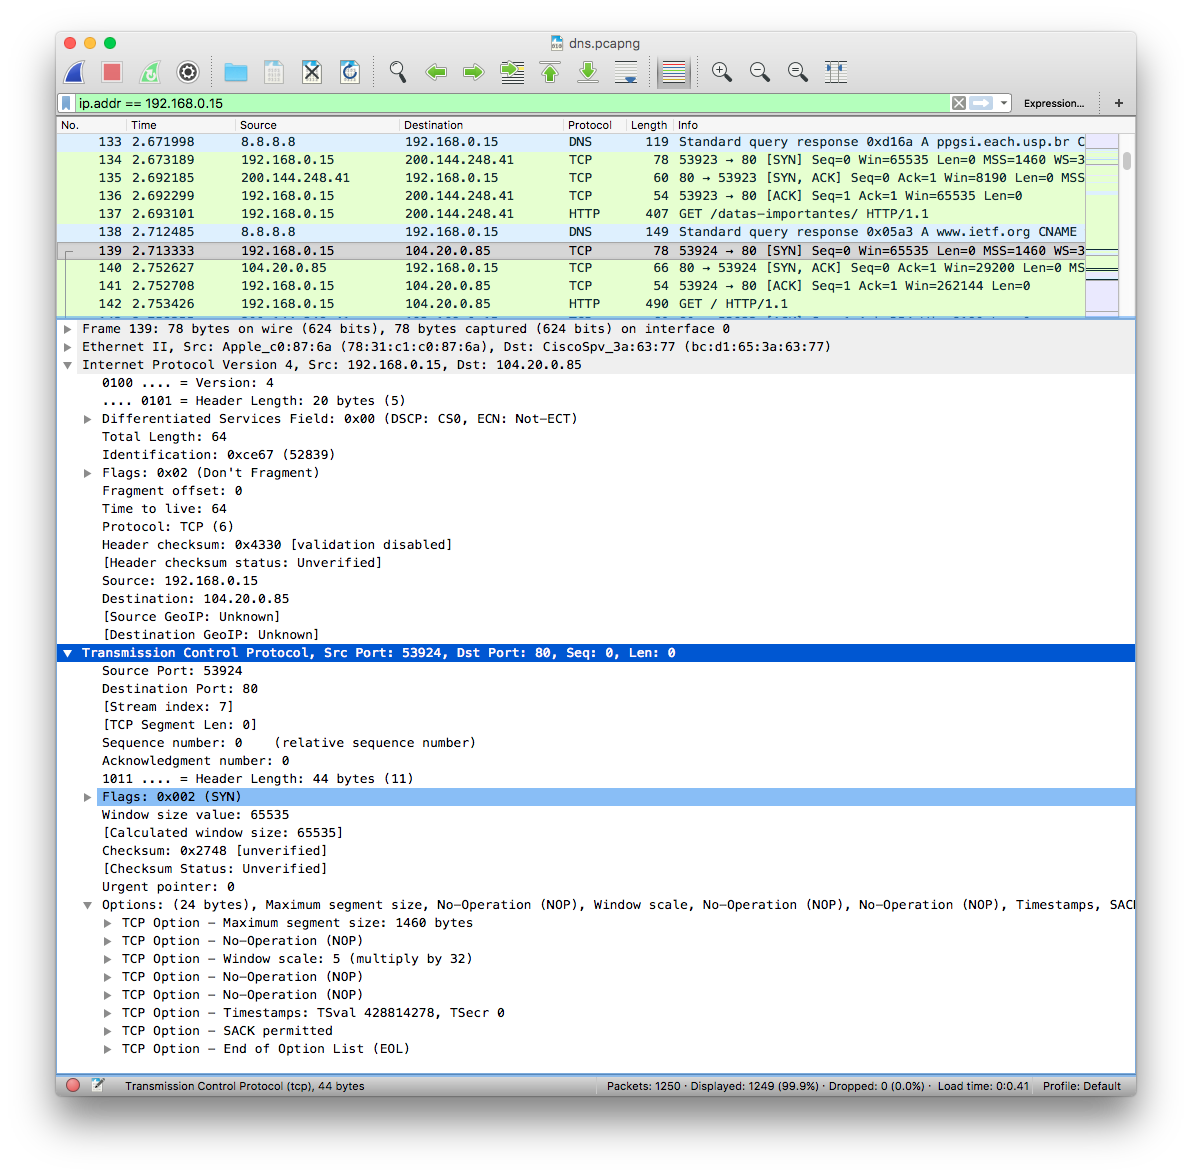 dns.pcapng
ip.addr == 192.168.0.15 Expression... +
No. Time Source Destination Protocol Length Info
133 2.671998 8.8.8.8 192.168.0.15 DNS 119 Standard query response 0xd16a A ppgsi.each.usp.br C
134 2.673189 192.168.0.15 200.144.248.41 TCP 78 53923 → 80 [SYN] Seq=0 Win=65535 Len=0 MSS=1460 WS=3
135 2.692185 200.144.248.41 192.168.0.15 TCP 60 80 → 53923 [SYN, ACK] Seq=0 Ack=1 Win=8190 Len=0 MSS
136 2.692299 192.168.0.15 200.144.248.41 TCP 54 53923 → 80 [ACK] Seq=1 Ack=1 Win=65535 Len=0
137 2.693101 192.168.0.15 200.144.248.41 HTTP 407 GET /datas-importantes/ HTTP/1.1
138 2.712485 8.8.8.8 192.168.0.15 DNS 149 Standard query response 0x05a3 A www.ietf.org CNAME
139 2.713333 192.168.0.15 104.20.0.85 TCP 78 53924 → 80 [SYN] Seq=0 Win=65535 Len=0 MSS=1460 WS=3
140 2.752627 104.20.0.85 192.168.0.15 TCP 66 80 → 53924 [SYN, ACK] Seq=0 Ack=1 Win=29200 Len=0 MS
141 2.752708 192.168.0.15 104.20.0.85 TCP 54 53924 → 80 [ACK] Seq=1 Ack=1 Win=262144 Len=0
142 2.753426 192.168.0.15 104.20.0.85 HTTP 490 GET / HTTP/1.1
Frame 139: 78 bytes on wire (624 bits), 78 bytes captured (624 bits) on interface 0
Ethernet II, Src: Apple_c0:87:6a (78:31:c1:c0:87:6a), Dst: CiscoSpv_3a:63:77 (bc:d1:65:3a:63:77)
Internet Protocol Version 4, Src: 192.168.0.15, Dst: 104.20.0.85
0100 .... = Version: 4
.... 0101 = Header Length: 20 bytes (5)
Differentiated Services Field: 0x00 (DSCP: CS0, ECN: Not-ECT)
Total Length: 64
Identification: 0xce67 (52839)
Flags: 0x02 (Don't Fragment)
Fragment offset: 0
Time to live: 64
Protocol: TCP (6)
Header checksum: 0x4330 [validation disabled]
[Header checksum status: Unverified]
Source: 192.168.0.15
Destination: 104.20.0.85
[Source GeoIP: Unknown]
[Destination GeoIP: Unknown]
Transmission Control Protocol, Src Port: 53924, Dst Port: 80, Seq: 0, Len: 0
Source Port: 53924
Destination Port: 80
[Stream index: 7]
[TCP Segment Len: 0]
Sequence number: 0 (relative sequence number)
Acknowledgment number: 0
1011 .... = Header Length: 44 bytes (11)
Flags: 0x002 (SYN)
Window size value: 65535
[Calculated window size: 65535]
Checksum: 0x2748 [unverified]
[Checksum Status: Unverified]
Urgent pointer: 0
Options: (24 bytes), Maximum segment size, No-Operation (NOP), Window scale, No-Operation (NOP), No-Operation (NOP), Timestamps, SACK
TCP Option - Maximum segment size: 1460 bytes
TCP Option - No-Operation (NOP)
TCP Option - Window scale: 5 (multiply by 32)
TCP Option - No-Operation (NOP)
TCP Option - No-Operation (NOP)
TCP Option - Timestamps: TSval 428814278, TSecr 0
TCP Option - SACK permitted
TCP Option - End of Option List (EOL)
Transmission Control Protocol (tcp), 44 bytes Packets: 1250 · Displayed: 1249 (99.9%) · Dropped: 0 (0.0%) · Load time: 0:0.41 Profile: Default